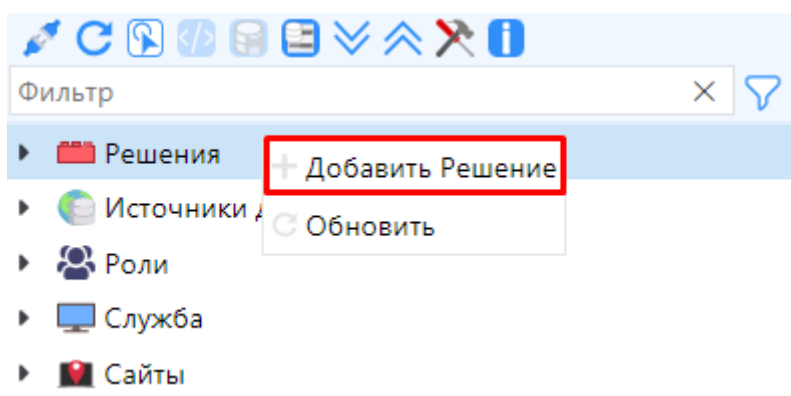 Фильтр
Решения
Добавить Решение
Источники д
Обновить
Роли
Служба
Сайты